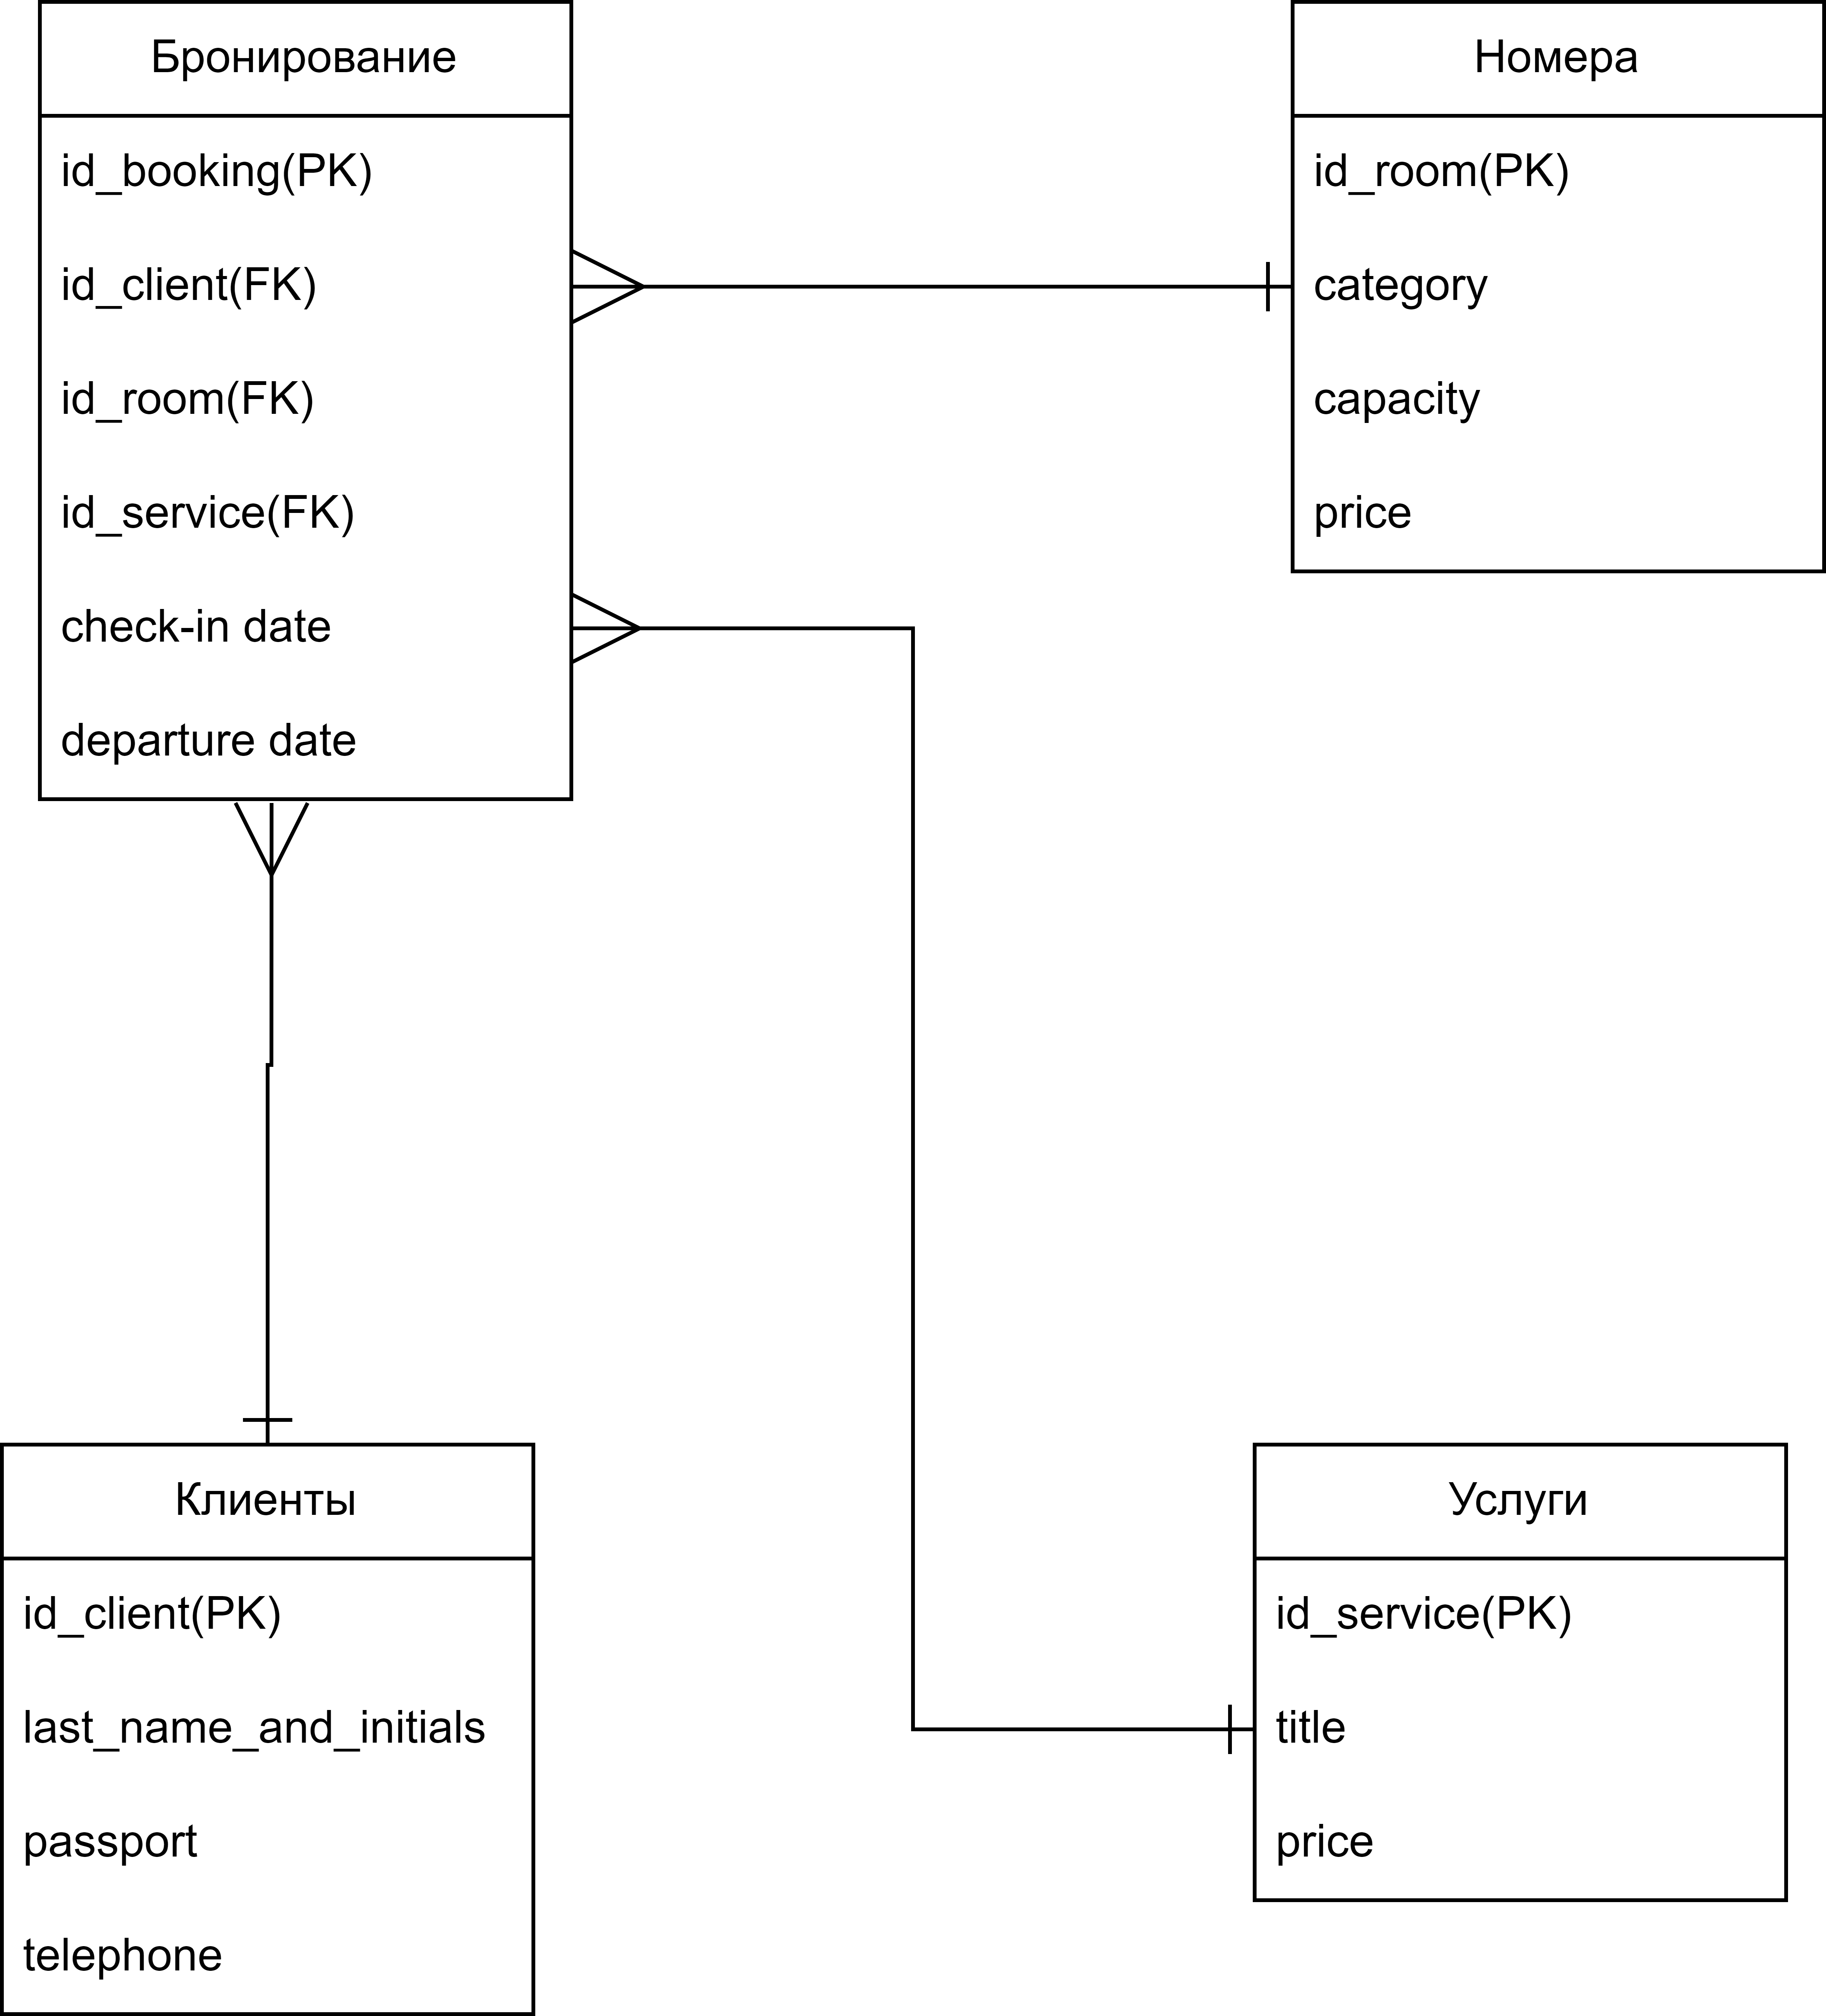 Бронирование
id_booking(PK)
id_client(FK)
id_room(FK)
id_service(FK)
check-in date
departure date
Номера
id_room(PK)
category
capacity
price
Клиенты
id_client(PK)
last_name_and_initials
passport
telephone
Услуги
id_service(PK)
title
price